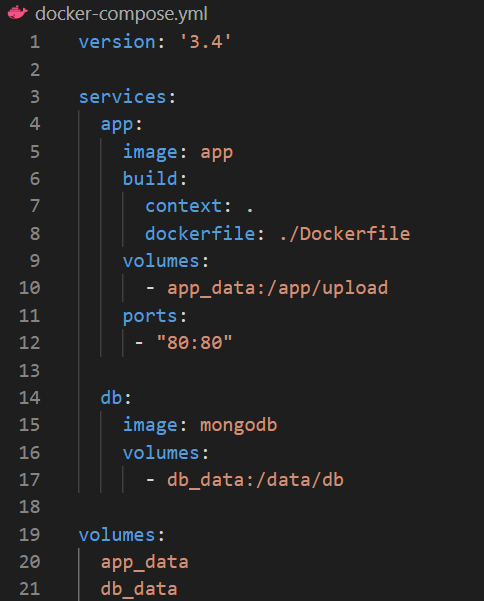 docker-compose.yml
1 version: '3.4'
2
3 services:
4   app:
5     image: app
6     build:
7       context: .
8       dockerfile: ./Dockerfile
9     volumes:
10       - app_data:/app/upload
11     ports:
12      - "80:80"
13
14   db:
15     image: mongodb
16     volumes:
17       - db_data:/data/db
18
19 volumes:
20   app_data
21   db_data